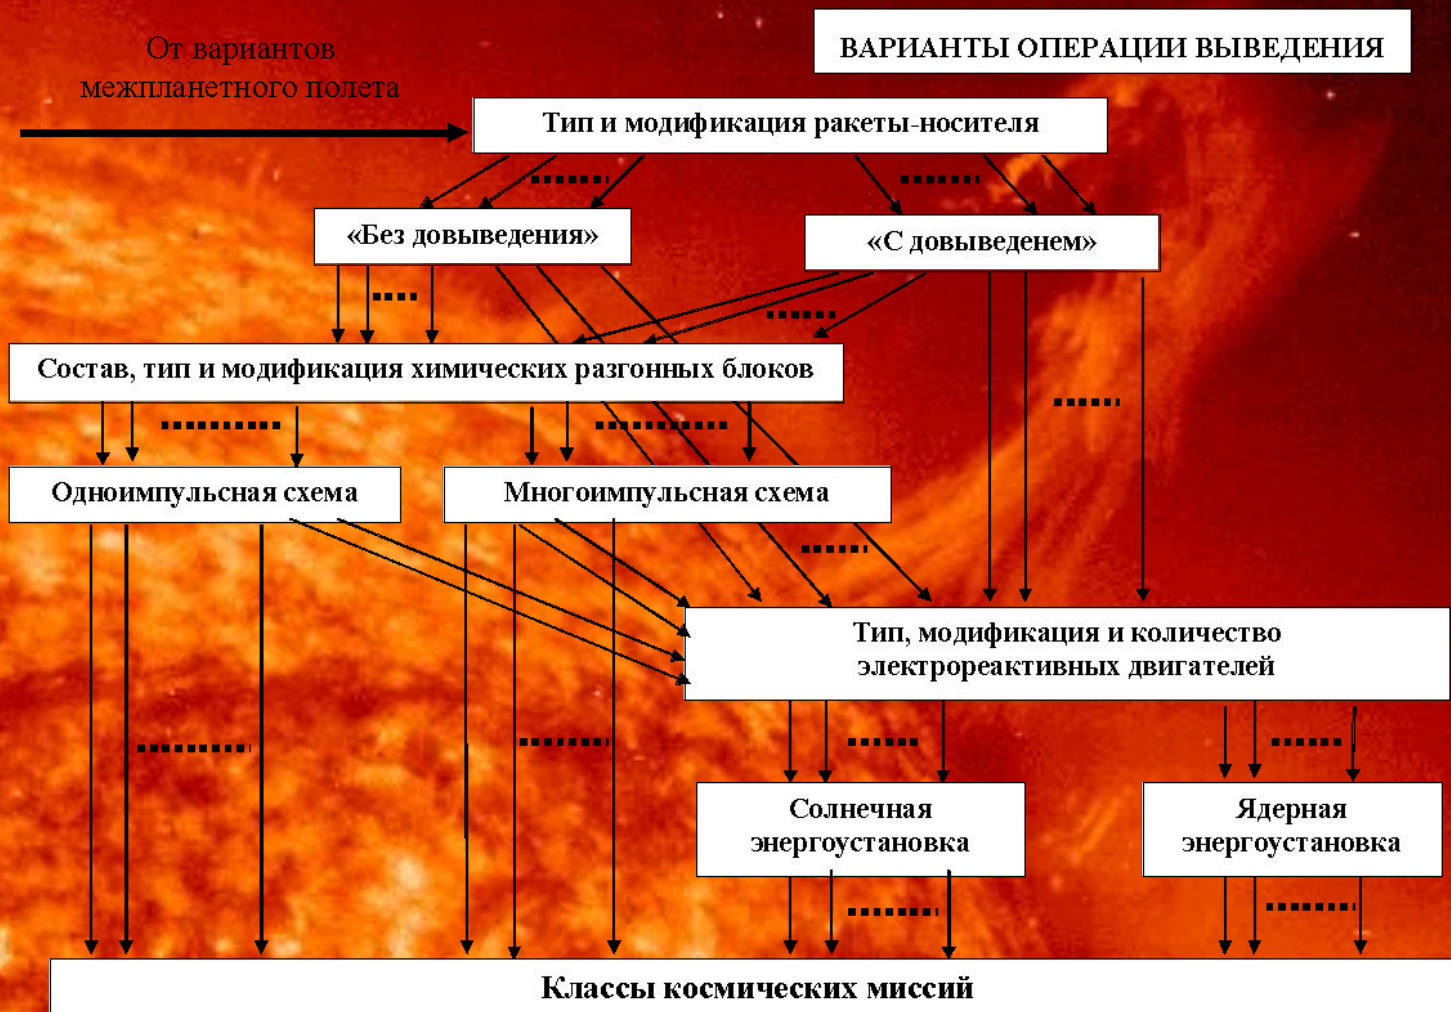 От вариантов
межпланетного полета
ВАРИАНТЫ ОПЕРАЦИИ ВЫВЕДЕНИЯ
Тип и модификация ракеты-носителя
«Без довыведения»
«С довыведенем»
Состав, тип и модификация химических разгонных блоков
Одноимпульсная схема
Многоимпульсная схема
Тип, модификация и количество
электрореактивных двигателей
Солнечная
энергоустановка
Ядерная
энергоустановка
Классы космических миссий